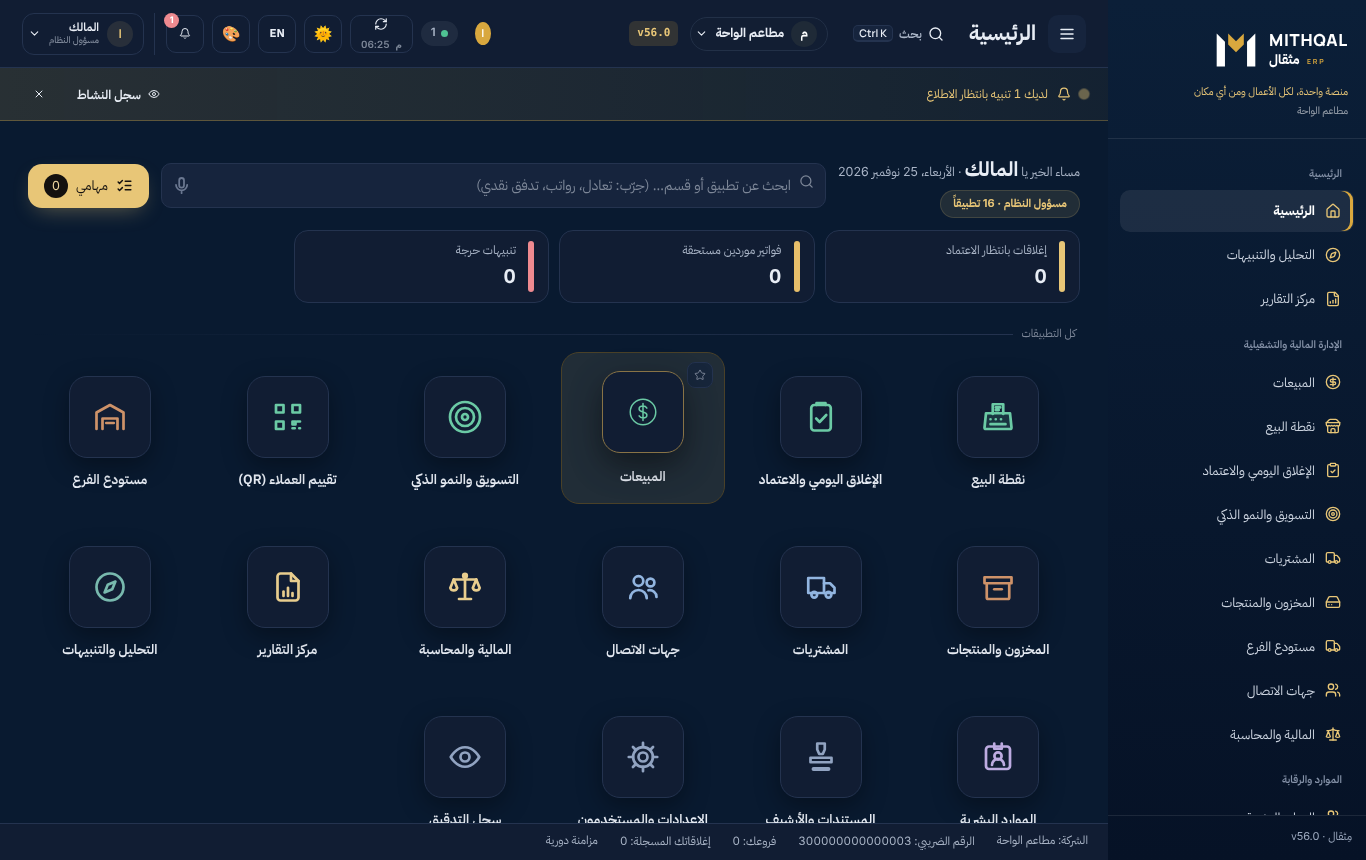 MITHQAL
مثقال ERP
منصة واحدة، لكل الأعمال ومن أي مكان
مطاعم الواحة
الرئيسية
الرئيسية
التحليل والتنبيهات
مركز التقارير
الإدارة المالية والتشغيلية
المبيعات
نقطة البيع
الإغلاق اليومي والاعتماد
التسويق والنمو الذكي
المشتريات
المخزون والمنتجات
مستودع الفرع
جهات الاتصال
المالية والمحاسبة
الموارد والرقابة
مثقال · v56.0
الرئيسية
بحث Ctrl K
م مطاعم الواحة
v56.0
ا
1
06:25 م
EN
1
ا المالك
مسؤول النظام
لديك 1 تنبيه بانتظار الاطلاع
سجل النشاط
×
مساء الخير يا المالك · الأربعاء، 25 نوفمبر 2026
مسؤول النظام · 16 تطبيقاً
ابحث عن تطبيق أو قسم... (جرّب: تعادل، رواتب، تدفق نقدي)
مهامي 0
إغلاقات بانتظار الاعتماد
0
فواتير موردين مستحقة
0
تنبيهات حرجة
0
كل التطبيقات
نقطة البيع
الإغلاق اليومي والاعتماد
المبيعات
التسويق والنمو الذكي
تقييم العملاء (QR)
مستودع الفرع
المخزون والمنتجات
المشتريات
جهات الاتصال
المالية والمحاسبة
مركز التقارير
التحليل والتنبيهات
الموارد البشرية
المستندات والأرشيف
الإعدادات والمستخدمون
سجل التدقيق
الشركة: مطاعم الواحة
الرقم الضريبي: 300000000000003
فروعك: 0
إغلاقاتك المسجلة: 0
مزامنة دورية